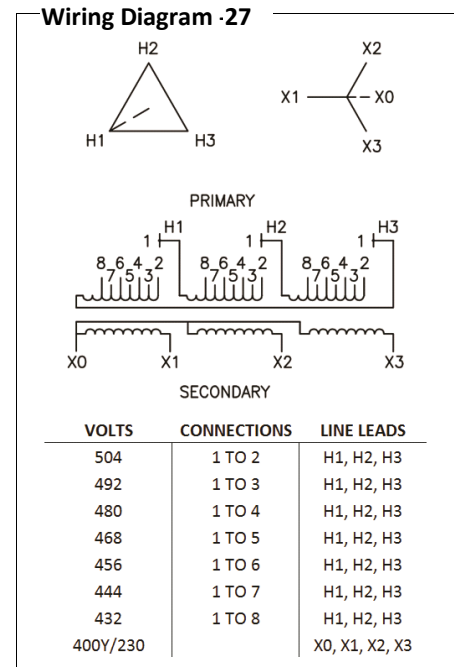 Wiring Diagram -27
H2
H1 H3
X2
X1 X0
X3
PRIMARY
H1 H2 H3
1 1 1
8 7 6 5 4 3 2 8 7 6 5 4 3 2 8 7 6 5 4 3 2
X0 X1 X2 X3
SECONDARY
VOLTS CONNECTIONS LINE LEADS
504 1 TO 2 H1, H2, H3
492 1 TO 3 H1, H2, H3
480 1 TO 4 H1, H2, H3
468 1 TO 5 H1, H2, H3
456 1 TO 6 H1, H2, H3
444 1 TO 7 H1, H2, H3
432 1 TO 8 H1, H2, H3
400Y/230 X0, X1, X2, X3